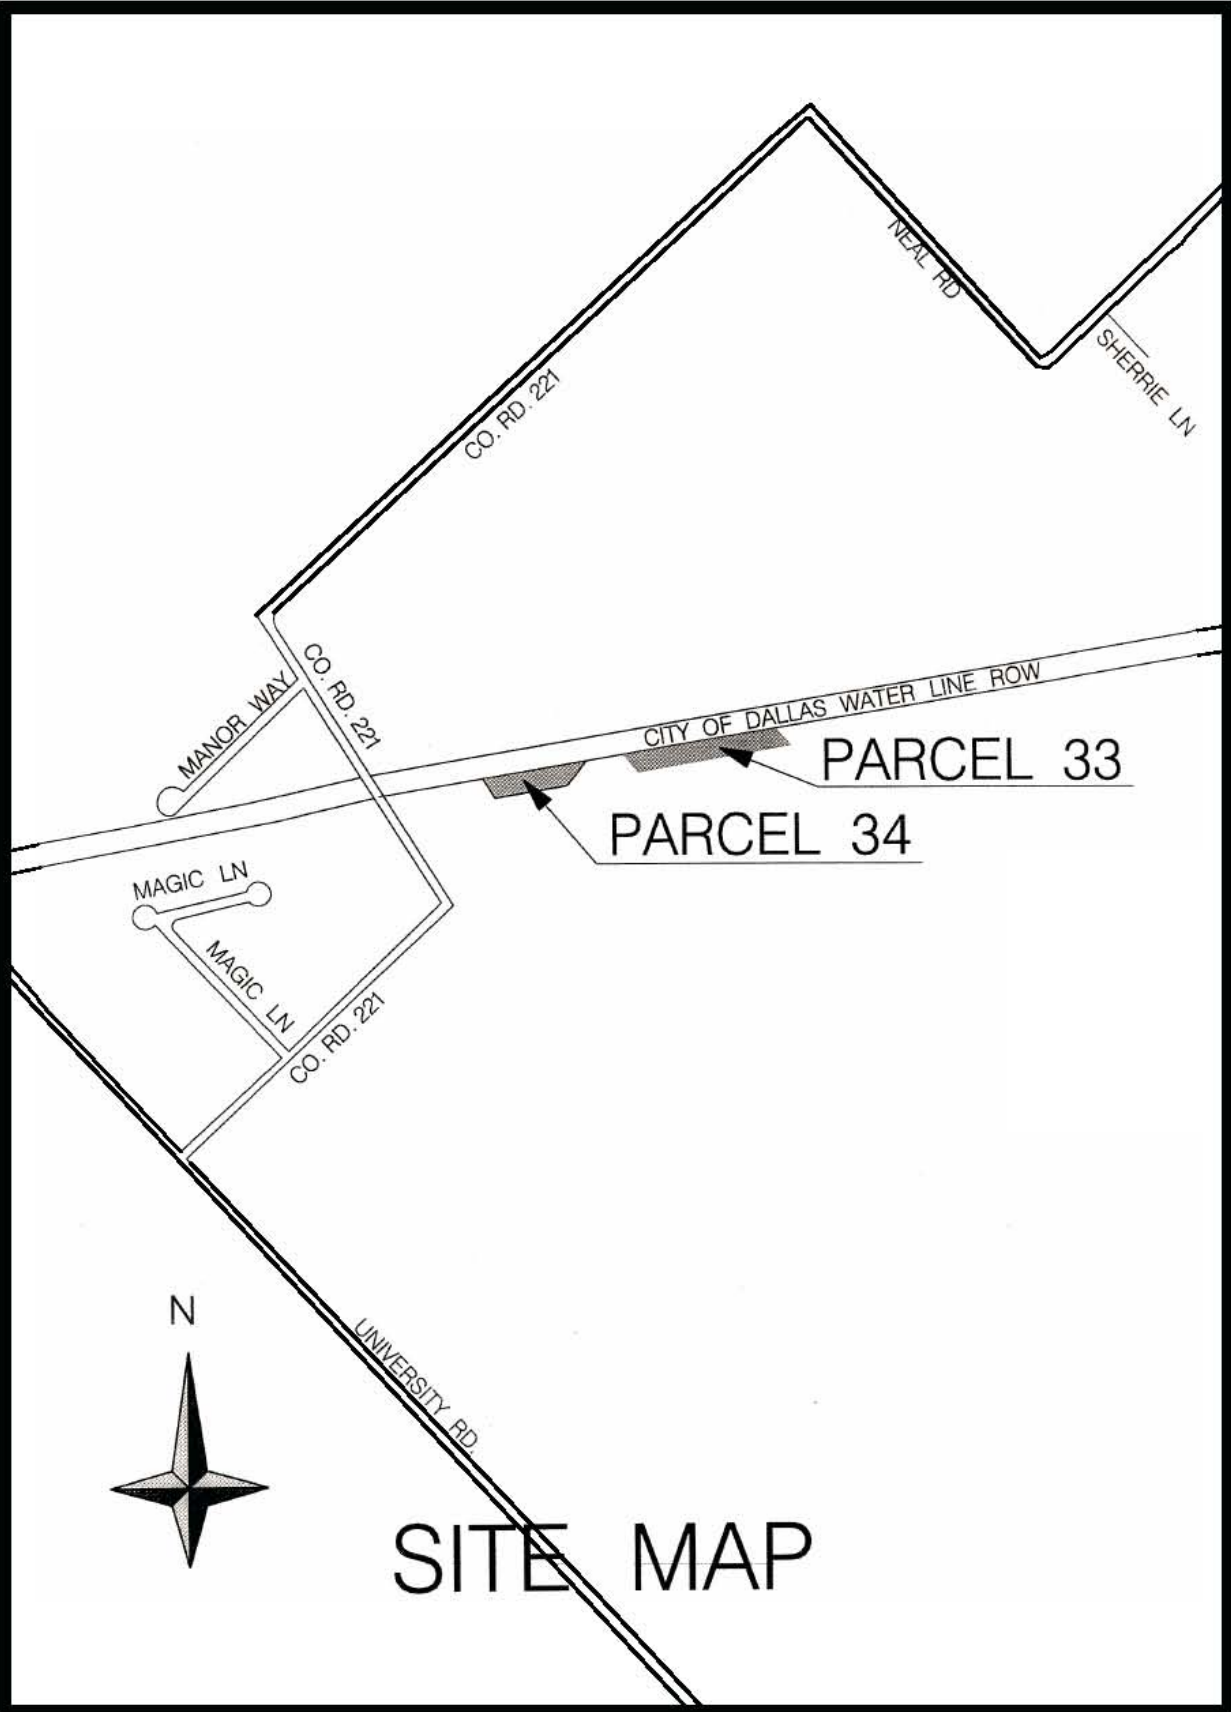 NEAL RD
SHERRIE LN
CO. RD. 221
CO. RD. 221
MANOR WAY
CITY OF DALLAS WATER LINE ROW
PARCEL 33
PARCEL 34
MAGIC LN
MAGIC LN
CO. RD. 221
N
UNIVERSITY RD.
SITE MAP